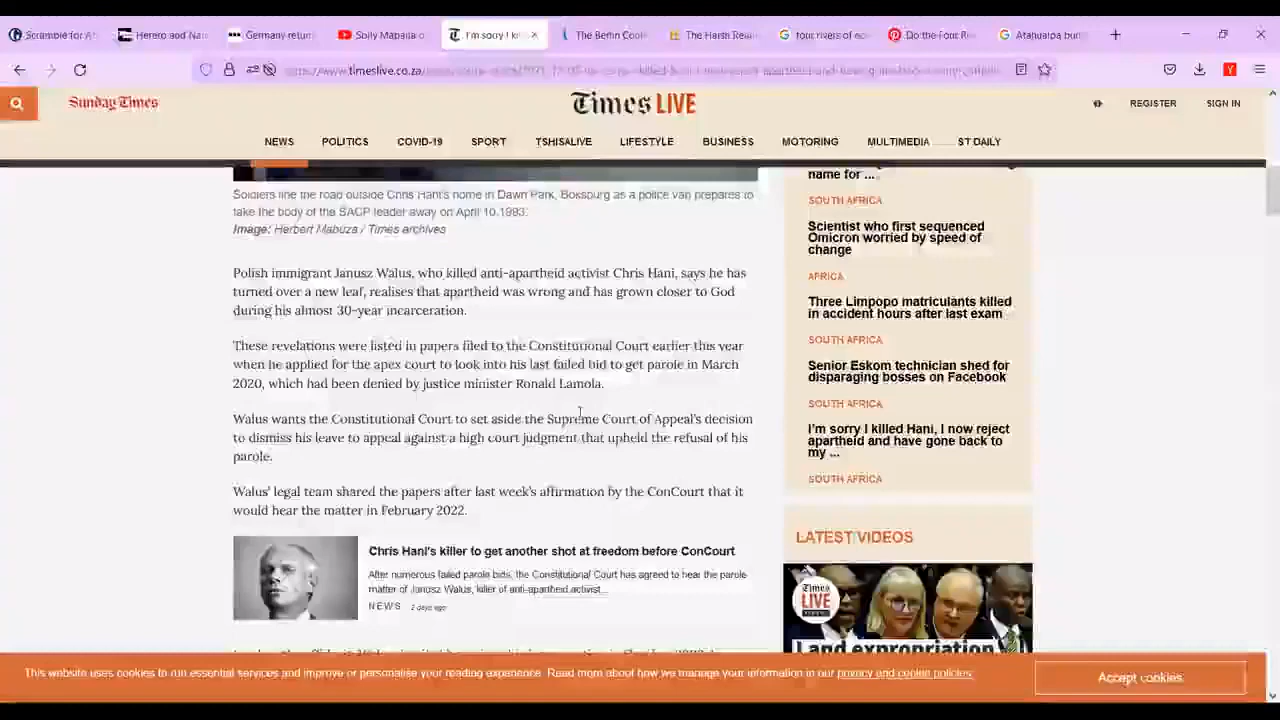 Scramble for Af
Herero and Nam
Germany return
Solly Mapaila o
I'm sorry I kil
The Berlin Conf
The Harsh Reali
four rivers of
Do the Four Riv
Atahualpa buri
www.timeslive.co.za
Sunday Times
Times LIVE
REGISTER
SIGN IN
NEWS
POLITICS
COVID-19
SPORT
TSHISALIVE
LIFESTYLE
BUSINESS
MOTORING
MULTIMEDIA
ST DAILY
Soldiers line the road outside Chris Hani's home in Dawn Park, Boksburg as a police van prepares to
take the body of the SACP leader away on April 10.1993.
Image: Herbert Mabuza / Times archives
Polish immigrant Janusz Walus, who killed anti-apartheid activist Chris Hani, says he has
turned over a new leaf, realises that apartheid was wrong and has grown closer to God
during his almost 30-year incarceration.
These revelations were listed in papers filed to the Constitutional Court earlier this year
when he applied for the apex court to look into his last failed bid to get parole in March
2020, which had been denied by justice minister Ronald Lamola.
Walus wants the Constitutional Court to set aside the Supreme Court of Appeal's decision
to dismiss his leave to appeal against a high court judgment that upheld the refusal of his
parole.
Walus' legal team shared the papers after last week's affirmation by the ConCourt that it
would hear the matter in February 2022.
Chris Hani's killer to get another shot at freedom before ConCourt
After numerous failed parole bids, the Constitutional Court has agreed to hear the parole
matter of Janusz Walus, killer of anti-apartheid activist...
NEWS 2 days ago
name for ...
SOUTH AFRICA
Scientist who first sequenced
Omicron worried by speed of
change
AFRICA
Three Limpopo matriculants killed
in accident hours after last exam
SOUTH AFRICA
Senior Eskom technician shed for
disparaging bosses on Facebook
SOUTH AFRICA
I'm sorry I killed Hani, I now reject
apartheid and have gone back to
my ...
SOUTH AFRICA
LATEST VIDEOS
Times
LIVE
Land expropriation
This website uses cookies to run essential services and improve or personalise your reading experience. Read more about how we manage your information in our privacy and cookie policies.
Accept cookies